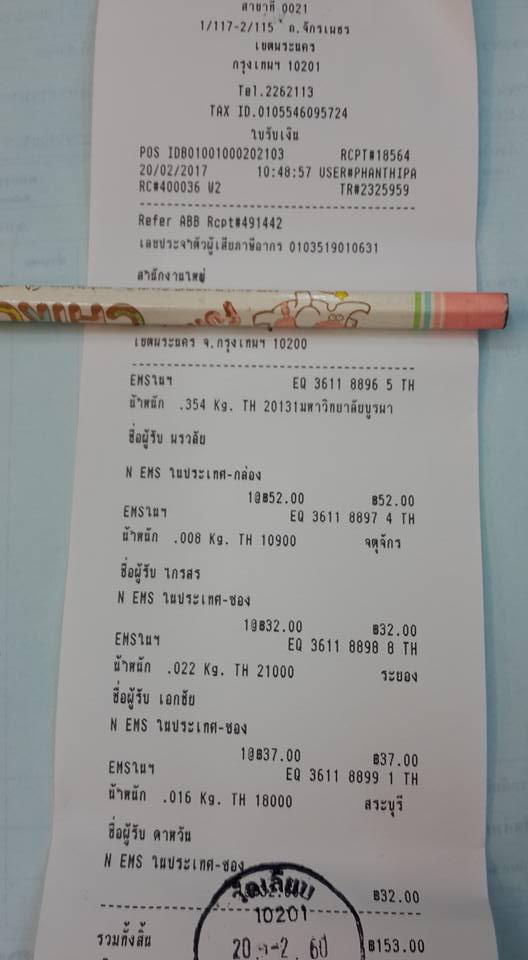 สาขาที่ 0021
1/117-2/115 ถ.จักรเพชร
เขตพระนคร
กรุงเทพฯ 10201
Tel.2262113
TAX ID.0105546095724
ใบรับเงิน
POS IDB01001000202103 RCPT#18564
20/02/2017 10:48:57 USER#PHANTHIPA
RC#400036 W2 TR#2325959
Refer ABB Rcpt#491442
เลขประจำตัวผู้เสียภาษีอากร 0103519010631
สำนักงานใหญ่
เขตพระนคร จ.กรุงเทพฯ 10200
EMSในฯ EQ 3611 8896 5 TH
น้ำหนัก .354 Kg. TH 20131มหาวิทยาลัยบูรพา
ชื่อผู้รับ พรวลัย
N EMS ในประเทศ-กล่อง
1@฿52.00 ฿52.00
EMSในฯ EQ 3611 8897 4 TH
น้ำหนัก .008 Kg. TH 10900 จตุจักร
ชื่อผู้รับ ไกรสร
N EMS ในประเทศ-ซอง
1@฿32.00 ฿32.00
EMSในฯ EQ 3611 8898 8 TH
น้ำหนัก .022 Kg. TH 21000 ระยอง
ชื่อผู้รับ เอกชัย
N EMS ในประเทศ-ซอง
1@฿37.00 ฿37.00
EMSในฯ EQ 3611 8899 1 TH
น้ำหนัก .016 Kg. TH 18000 สระบุรี
ชื่อผู้รับ ดาหวัน
N EMS ในประเทศ-ซอง
฿32.00
วัดเลียบ
10201
รวมทั้งสิ้น ฿153.00